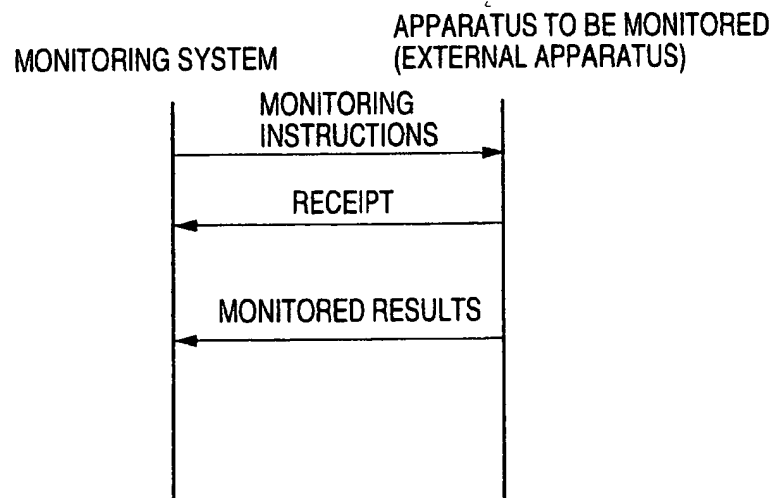 MONITORING SYSTEM
APPARATUS TO BE MONITORED
(EXTERNAL APPARATUS)
MONITORING
INSTRUCTIONS
RECEIPT
MONITORED RESULTS